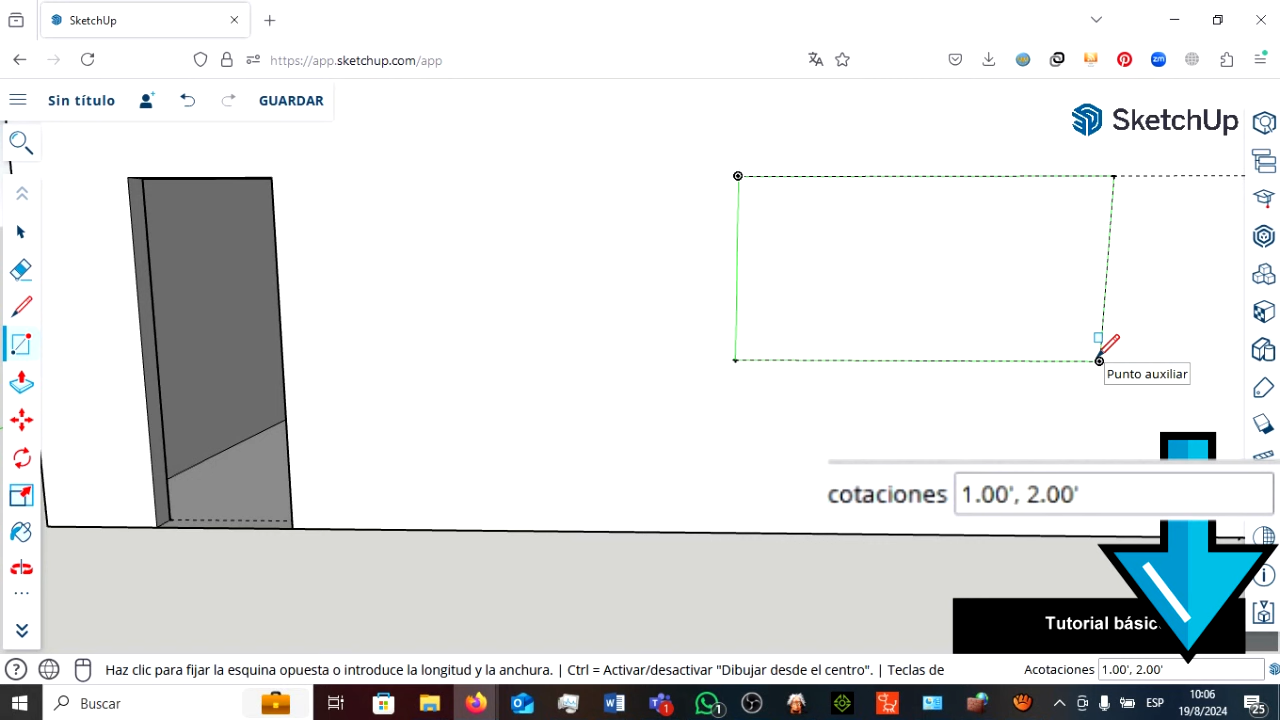 SketchUp
https://app.sketchup.com/app
Sin título
GUARDAR
SketchUp
Punto auxiliar
cotaciones 1.00', 2.00'
Tutorial básic
Haz clic para fijar la esquina opuesta o introduce la longitud y la anchura. | Ctrl = Activar/desactivar "Dibujar desde el centro". | Teclas de
Acotaciones 1.00', 2.00'
Buscar
1
1
ESP
10:06
19/8/2024
25